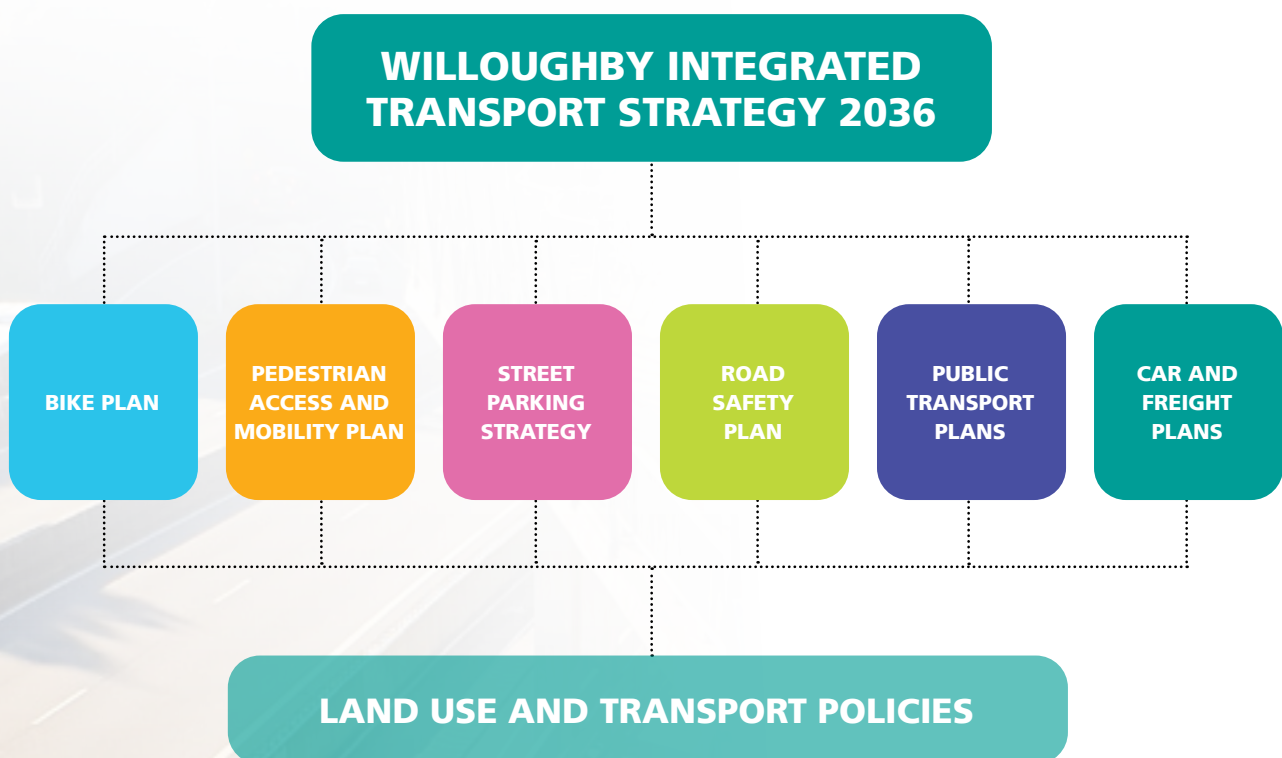 WILLOUGHBY INTEGRATED
TRANSPORT STRATEGY 2036
BIKE PLAN
PEDESTRIAN
ACCESS AND
MOBILITY PLAN
STREET
PARKING
STRATEGY
ROAD
SAFETY
PLAN
PUBLIC
TRANSPORT
PLANS
CAR AND
FREIGHT
PLANS
LAND USE AND TRANSPORT POLICIES